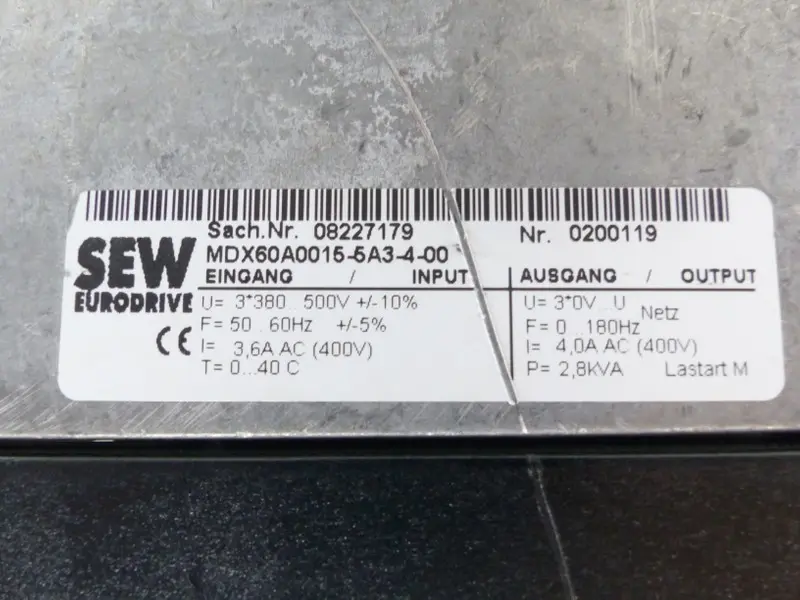 Sach.Nr. 08227179 Nr. 0200119
SEW
EURODRIVE
MDX60A0015-5A3-4-00
EINGANG / INPUT
U= 3*380...500V +/-10%
F= 50...60Hz +/-5%
I= 3,6A AC (400V)
T= 0...40 C
AUSGANG / OUTPUT
U= 3*0V...U Netz
F= 0...180Hz
I= 4,0A AC (400V)
P= 2,8kVA Lastart M
CE